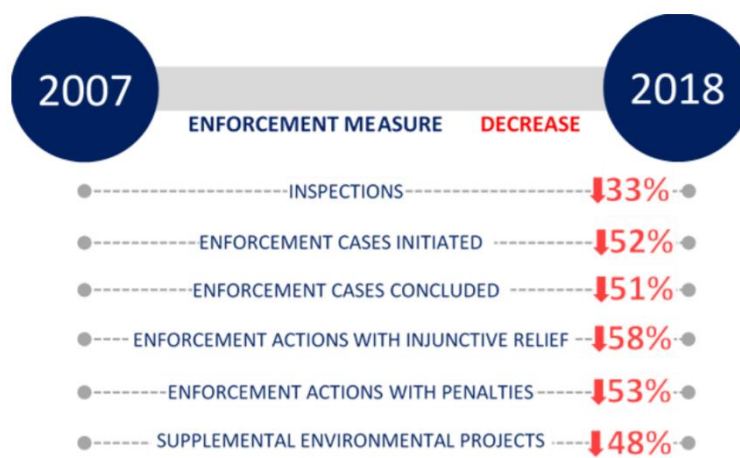 2007
2018
ENFORCEMENT MEASURE DECREASE
INSPECTIONS 33%
ENFORCEMENT CASES INITIATED 52%
ENFORCEMENT CASES CONCLUDED 51%
ENFORCEMENT ACTIONS WITH INJUNCTIVE RELIEF 58%
ENFORCEMENT ACTIONS WITH PENALTIES 53%
SUPPLEMENTAL ENVIRONMENTAL PROJECTS 48%